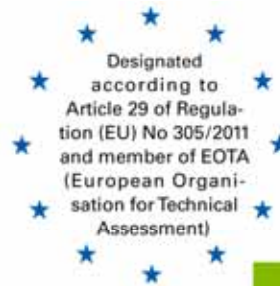 Designated
according to
Article 29 of Regula-
tion (EU) No 305/2011
and member of EOTA
(European Organi-
sation for Technical
Assessment)